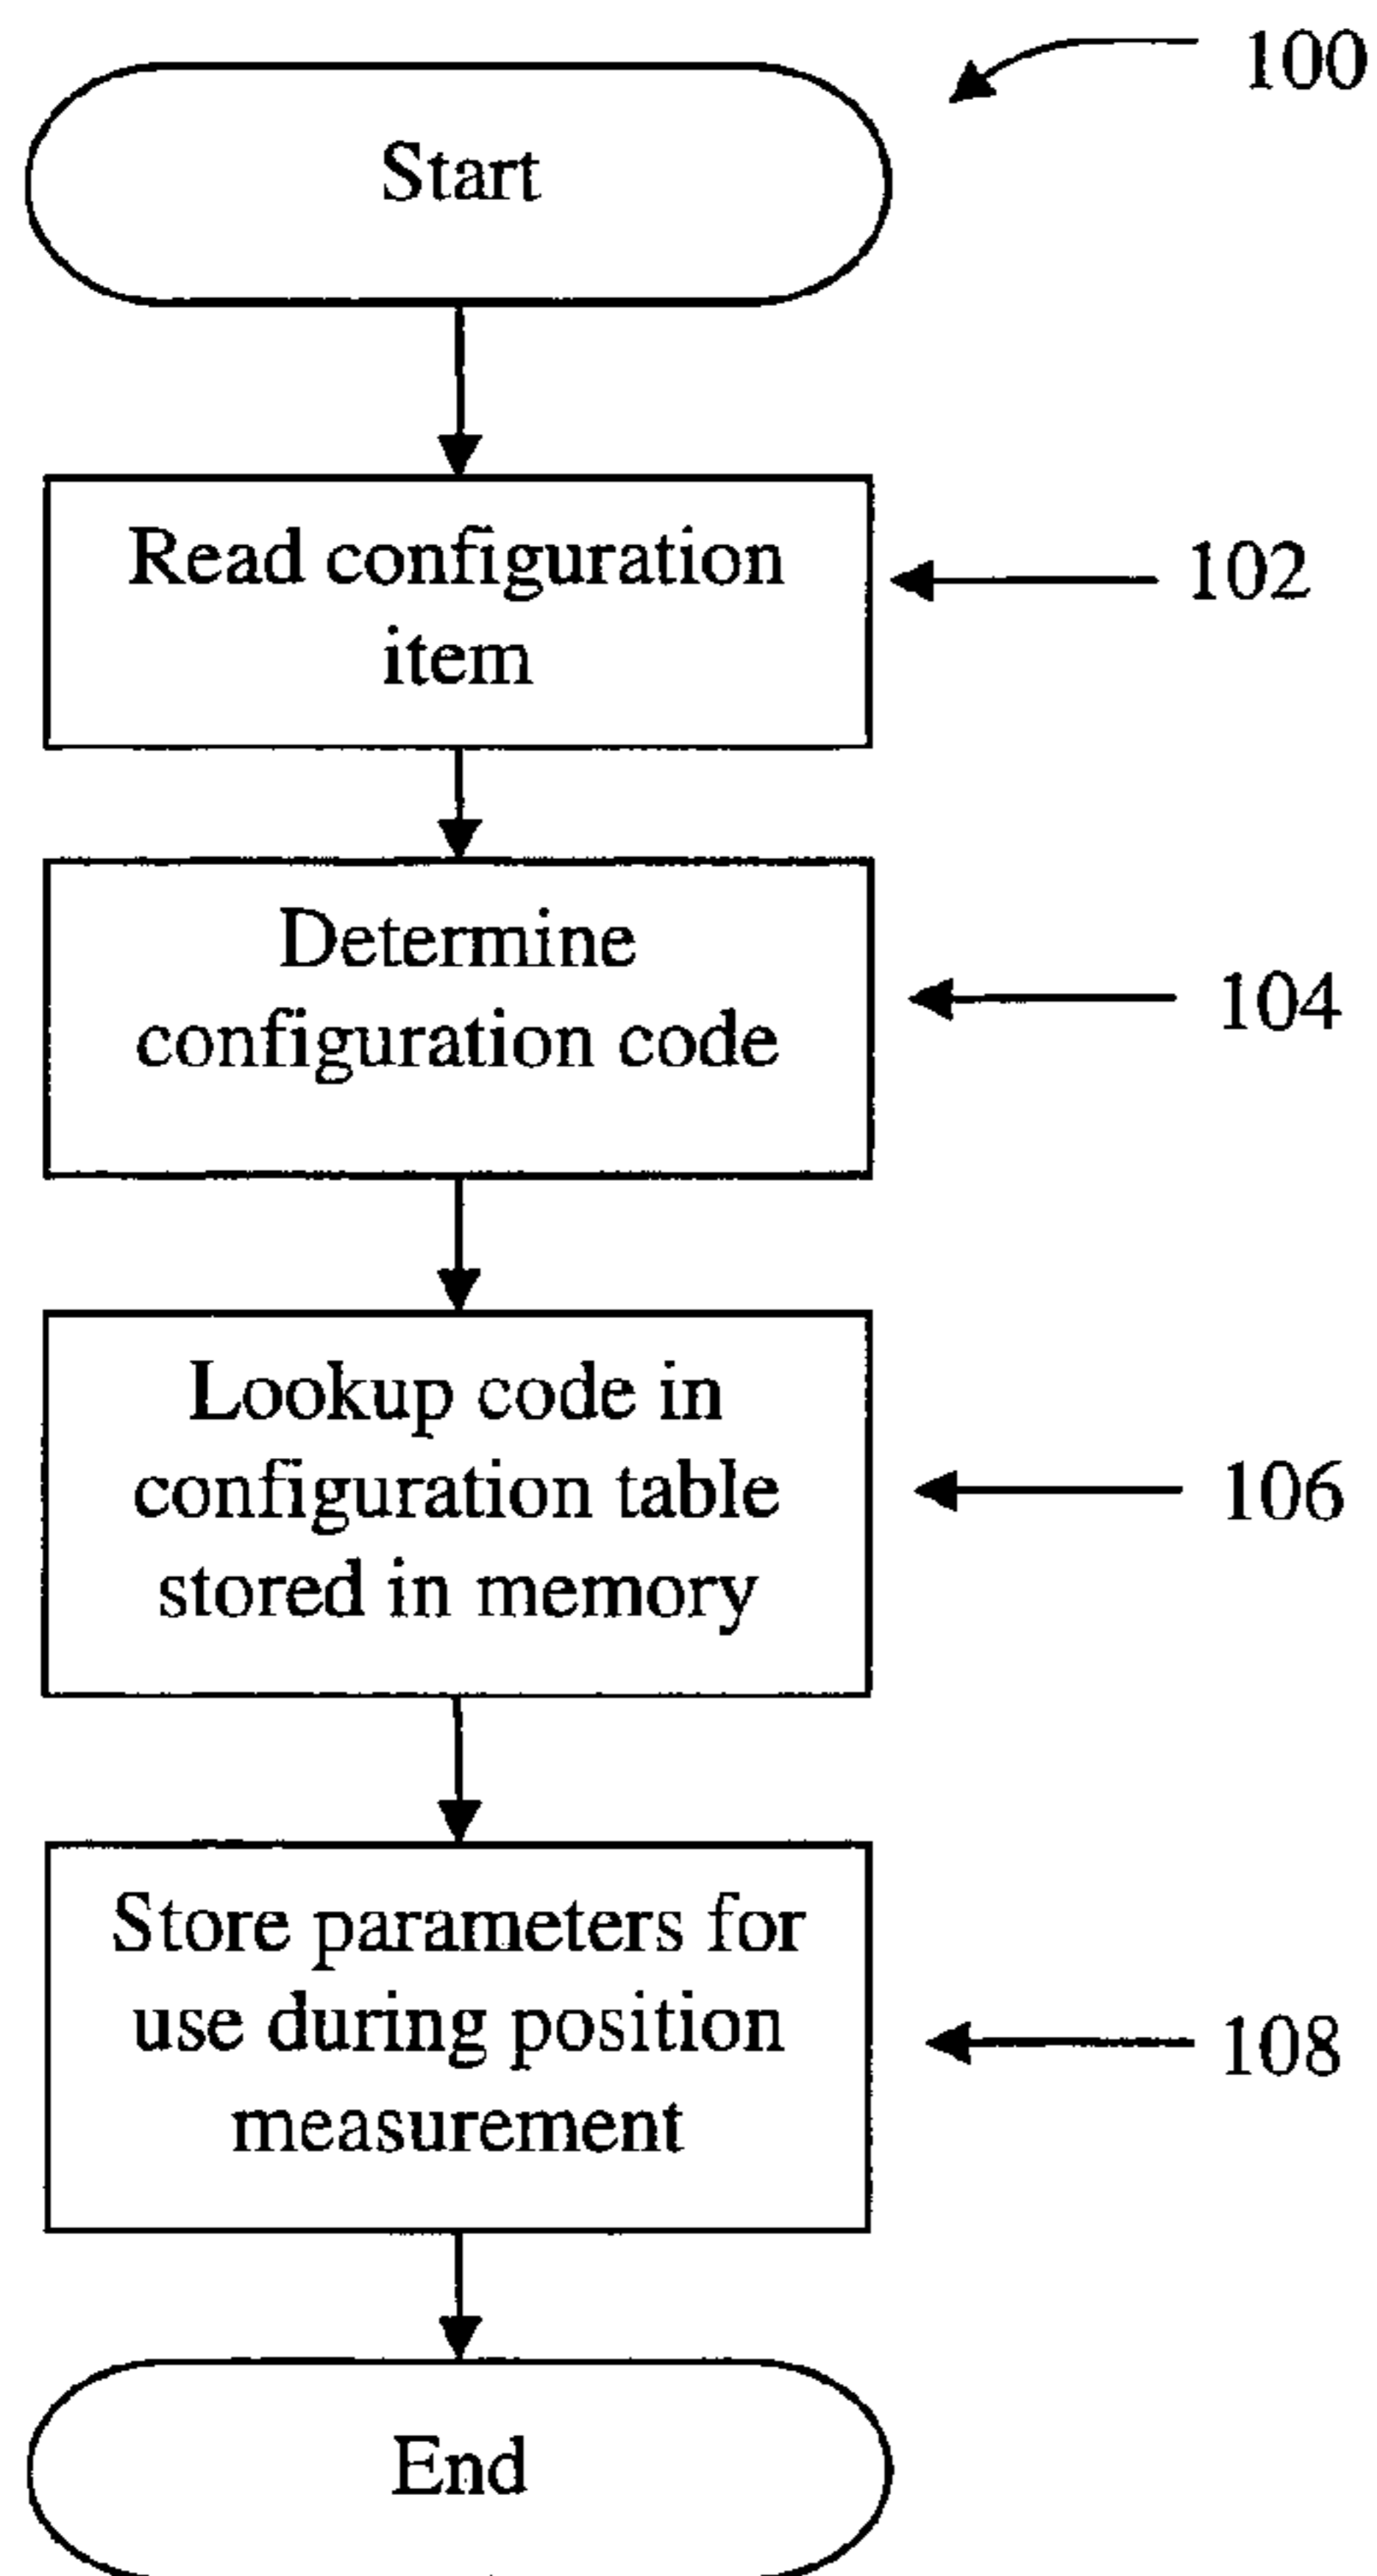 100
Start
Read configuration
item
102
Determine
configuration code
104
Lookup code in
configuration table
stored in memory
106
Store parameters for
use during position
measurement
108
End